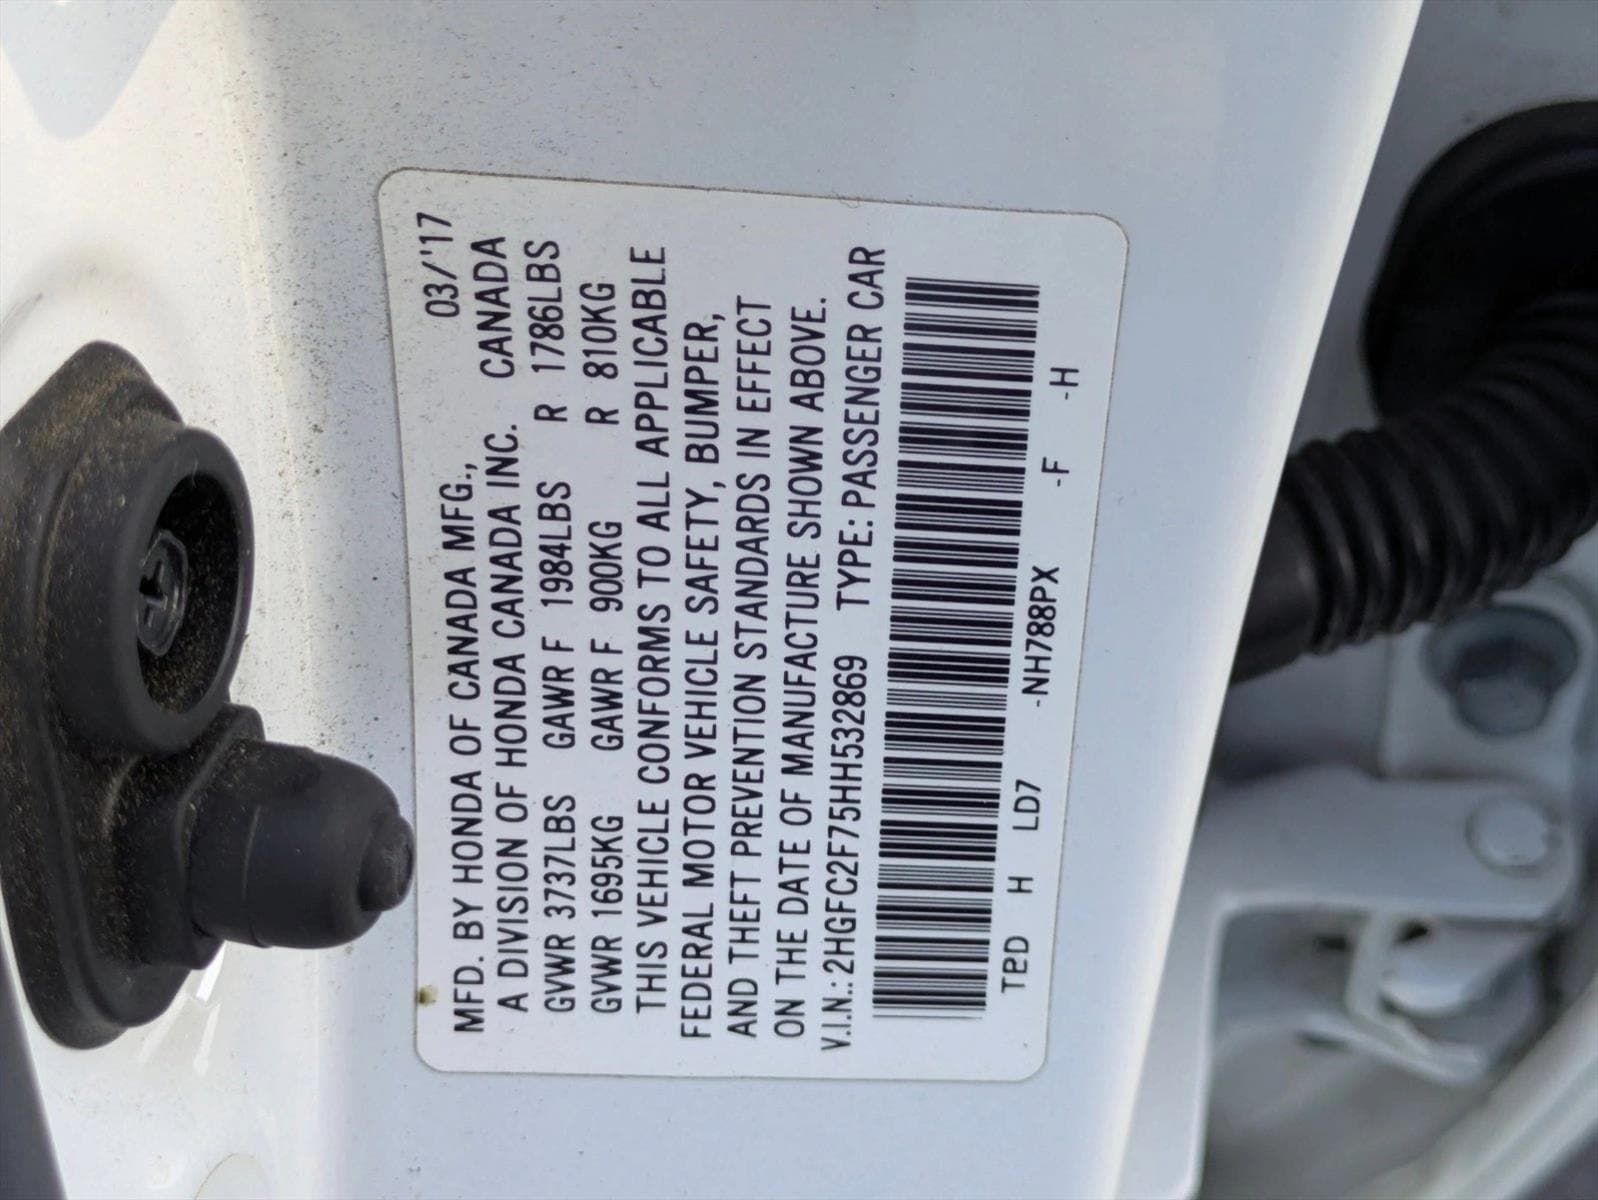 MFD. BY HONDA OF CANADA MFG., 03/'17
A DIVISION OF HONDA CANADA INC. CANADA
GVWR 3737LBS GAWR F 1984LBS R 1786LBS
GVWR 1695KG GAWR F 900KG R 810KG
THIS VEHICLE CONFORMS TO ALL APPLICABLE
FEDERAL MOTOR VEHICLE SAFETY, BUMPER,
AND THEFT PREVENTION STANDARDS IN EFFECT
ON THE DATE OF MANUFACTURE SHOWN ABOVE.
V.I.N.: 2HGFC2F75HH532869 TYPE: PASSENGER CAR
TBD H LD7 -NH788PX -F -H